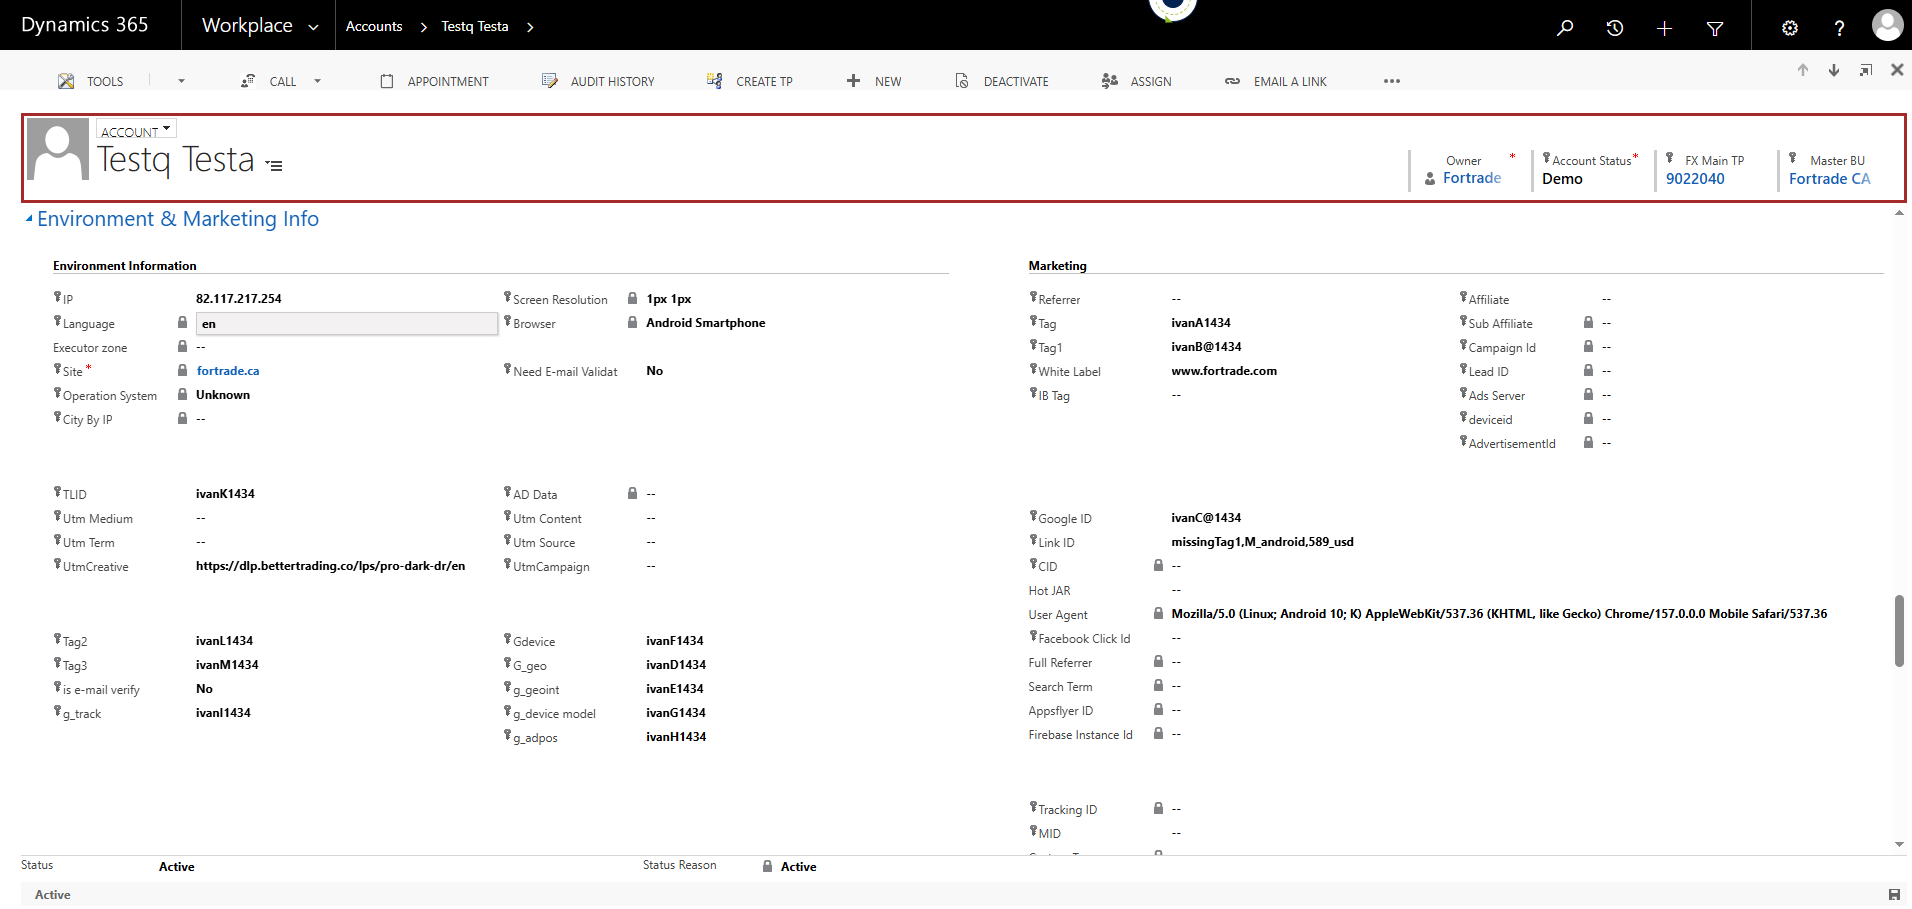 Dynamics 365 Workplace Accounts Testq Testa
TOOLS CALL APPOINTMENT AUDIT HISTORY CREATE TP NEW DEACTIVATE ASSIGN EMAIL A LINK
ACCOUNT
Testq Testa
Owner * Account Status * FX Main TP Master BU
Fortrade Demo 9022040 Fortrade CA
Environment & Marketing Info
Environment Information
IP 82.117.217.254 Screen Resolution 1px 1px
Language en Browser Android Smartphone
Executor zone --
Site * fortrade.ca Need E-mail Validat No
Operation System Unknown
City By IP --
TLID ivanK1434 AD Data --
Utm Medium -- Utm Content --
Utm Term -- Utm Source --
UtmCreative https://dlp.bettertrading.co/lps/pro-dark-dr/en UtmCampaign --
Tag2 ivanL1434 Gdevice ivanF1434
Tag3 ivanM1434 G_geo ivanD1434
is e-mail verify No g_geoint ivanE1434
g_track ivanI1434 g_device model ivanG1434
g_adpos ivanH1434
Marketing
Referrer -- Affiliate --
Tag ivanA1434 Sub Affiliate --
Tag1 ivanB@1434 Campaign Id --
White Label www.fortrade.com Lead ID --
IB Tag -- Ads Server --
deviceid --
AdvertisementId --
Google ID ivanC@1434
Link ID missingTag1,M_android,589_usd
CID --
Hot JAR --
User Agent Mozilla/5.0 (Linux; Android 10; K) AppleWebKit/537.36 (KHTML, like Gecko) Chrome/157.0.0.0 Mobile Safari/537.36
Facebook Click Id --
Full Referrer --
Search Term --
Appsflyer ID --
Firebase Instance Id --
Tracking ID --
MID --
Status Active Status Reason Active
Active